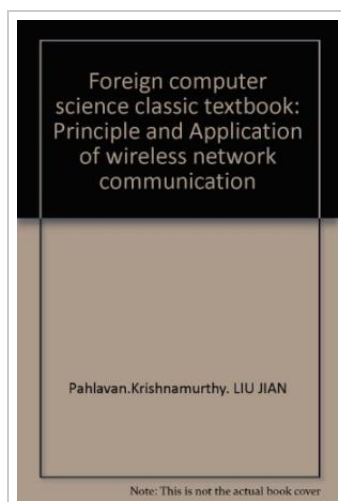 Foreign computer
science classic textbook:
Principle and Application
of wireless network
communication
Pahlavan.Krishnamurthy. LIU JIAN
Note: This is not the actual book cover